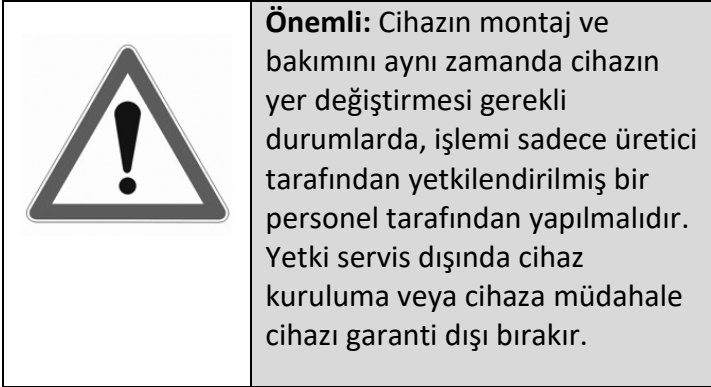 Önemli: Cihazın montaj ve
bakımını aynı zamanda cihazın
yer değiştirmesi gerekli
durumlarda, işlemi sadece üretici
tarafından yetkilendirilmiş bir
personel tarafından yapılmalıdır.
Yetki servis dışında cihaz
kuruluma veya cihaza müdahale
cihazı garanti dışı bırakır.